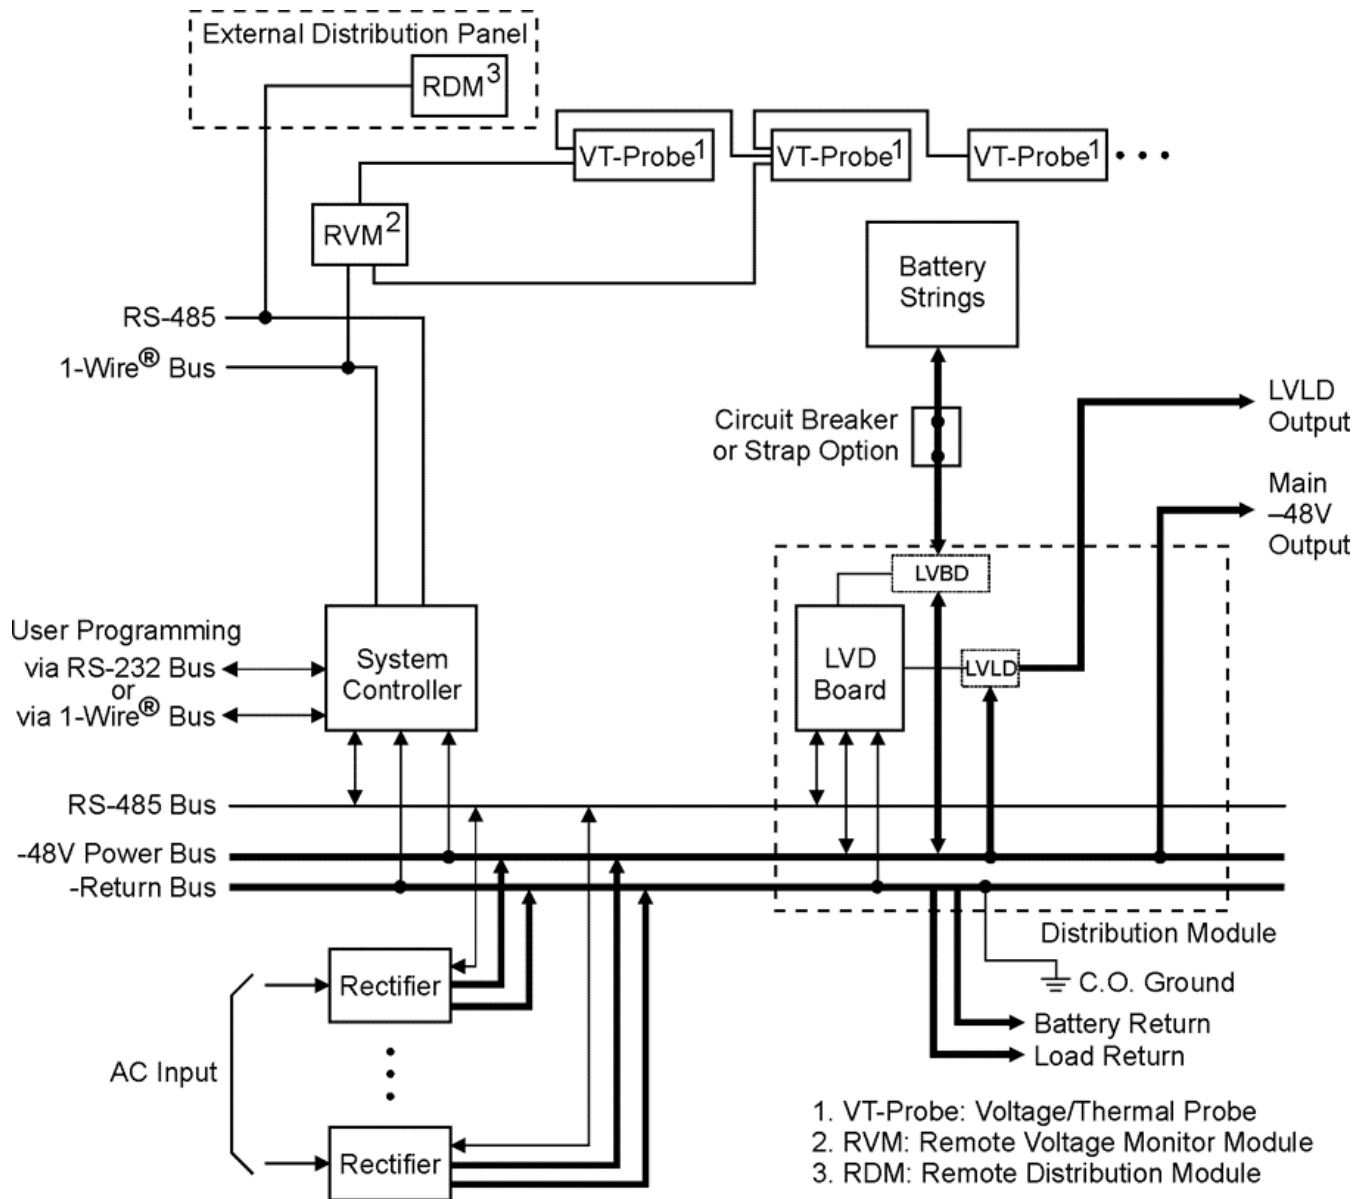 External Distribution Panel
RDM³
VT-Probe¹
VT-Probe¹
VT-Probe¹
RVM²
Battery
Strings
RS-485
1-Wire® Bus
Circuit Breaker
or Strap Option
LVLD
Output
Main
–48V
Output
LVBD
User Programming
via RS-232 Bus
or
via 1-Wire® Bus
System
Controller
LVD
Board
LVLD
RS-485 Bus
-48V Power Bus
-Return Bus
Distribution Module
Rectifier
C.O. Ground
Battery Return
Load Return
AC Input
Rectifier
1. VT-Probe: Voltage/Thermal Probe
2. RVM: Remote Voltage Monitor Module
3. RDM: Remote Distribution Module